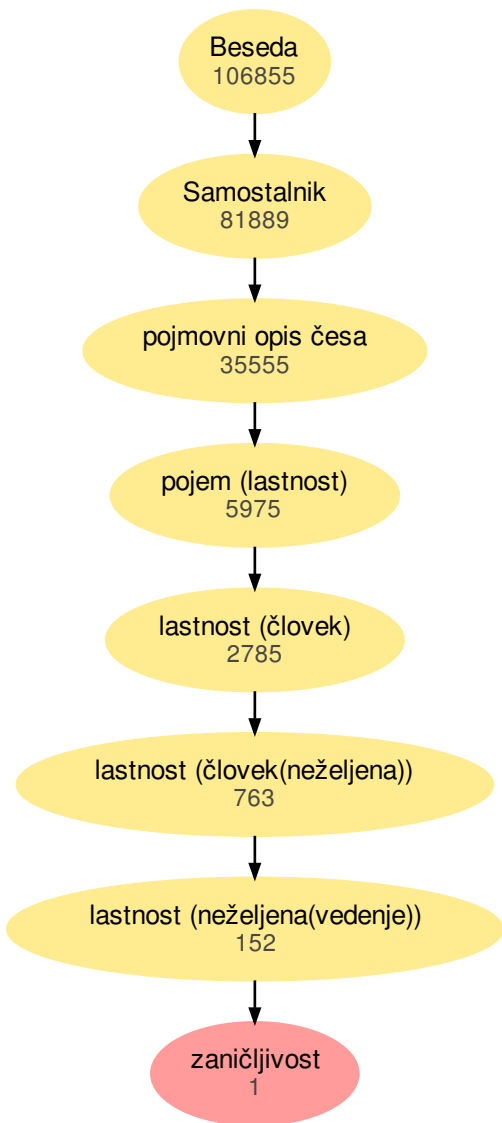 Beseda
106855
Samostalnik
81889
pojmovni opis česa
35555
pojem (lastnost)
5975
lastnost (človek)
2785
lastnost (človek(neželjena))
763
lastnost (neželjena(vedenje))
152
zaničljivost
1